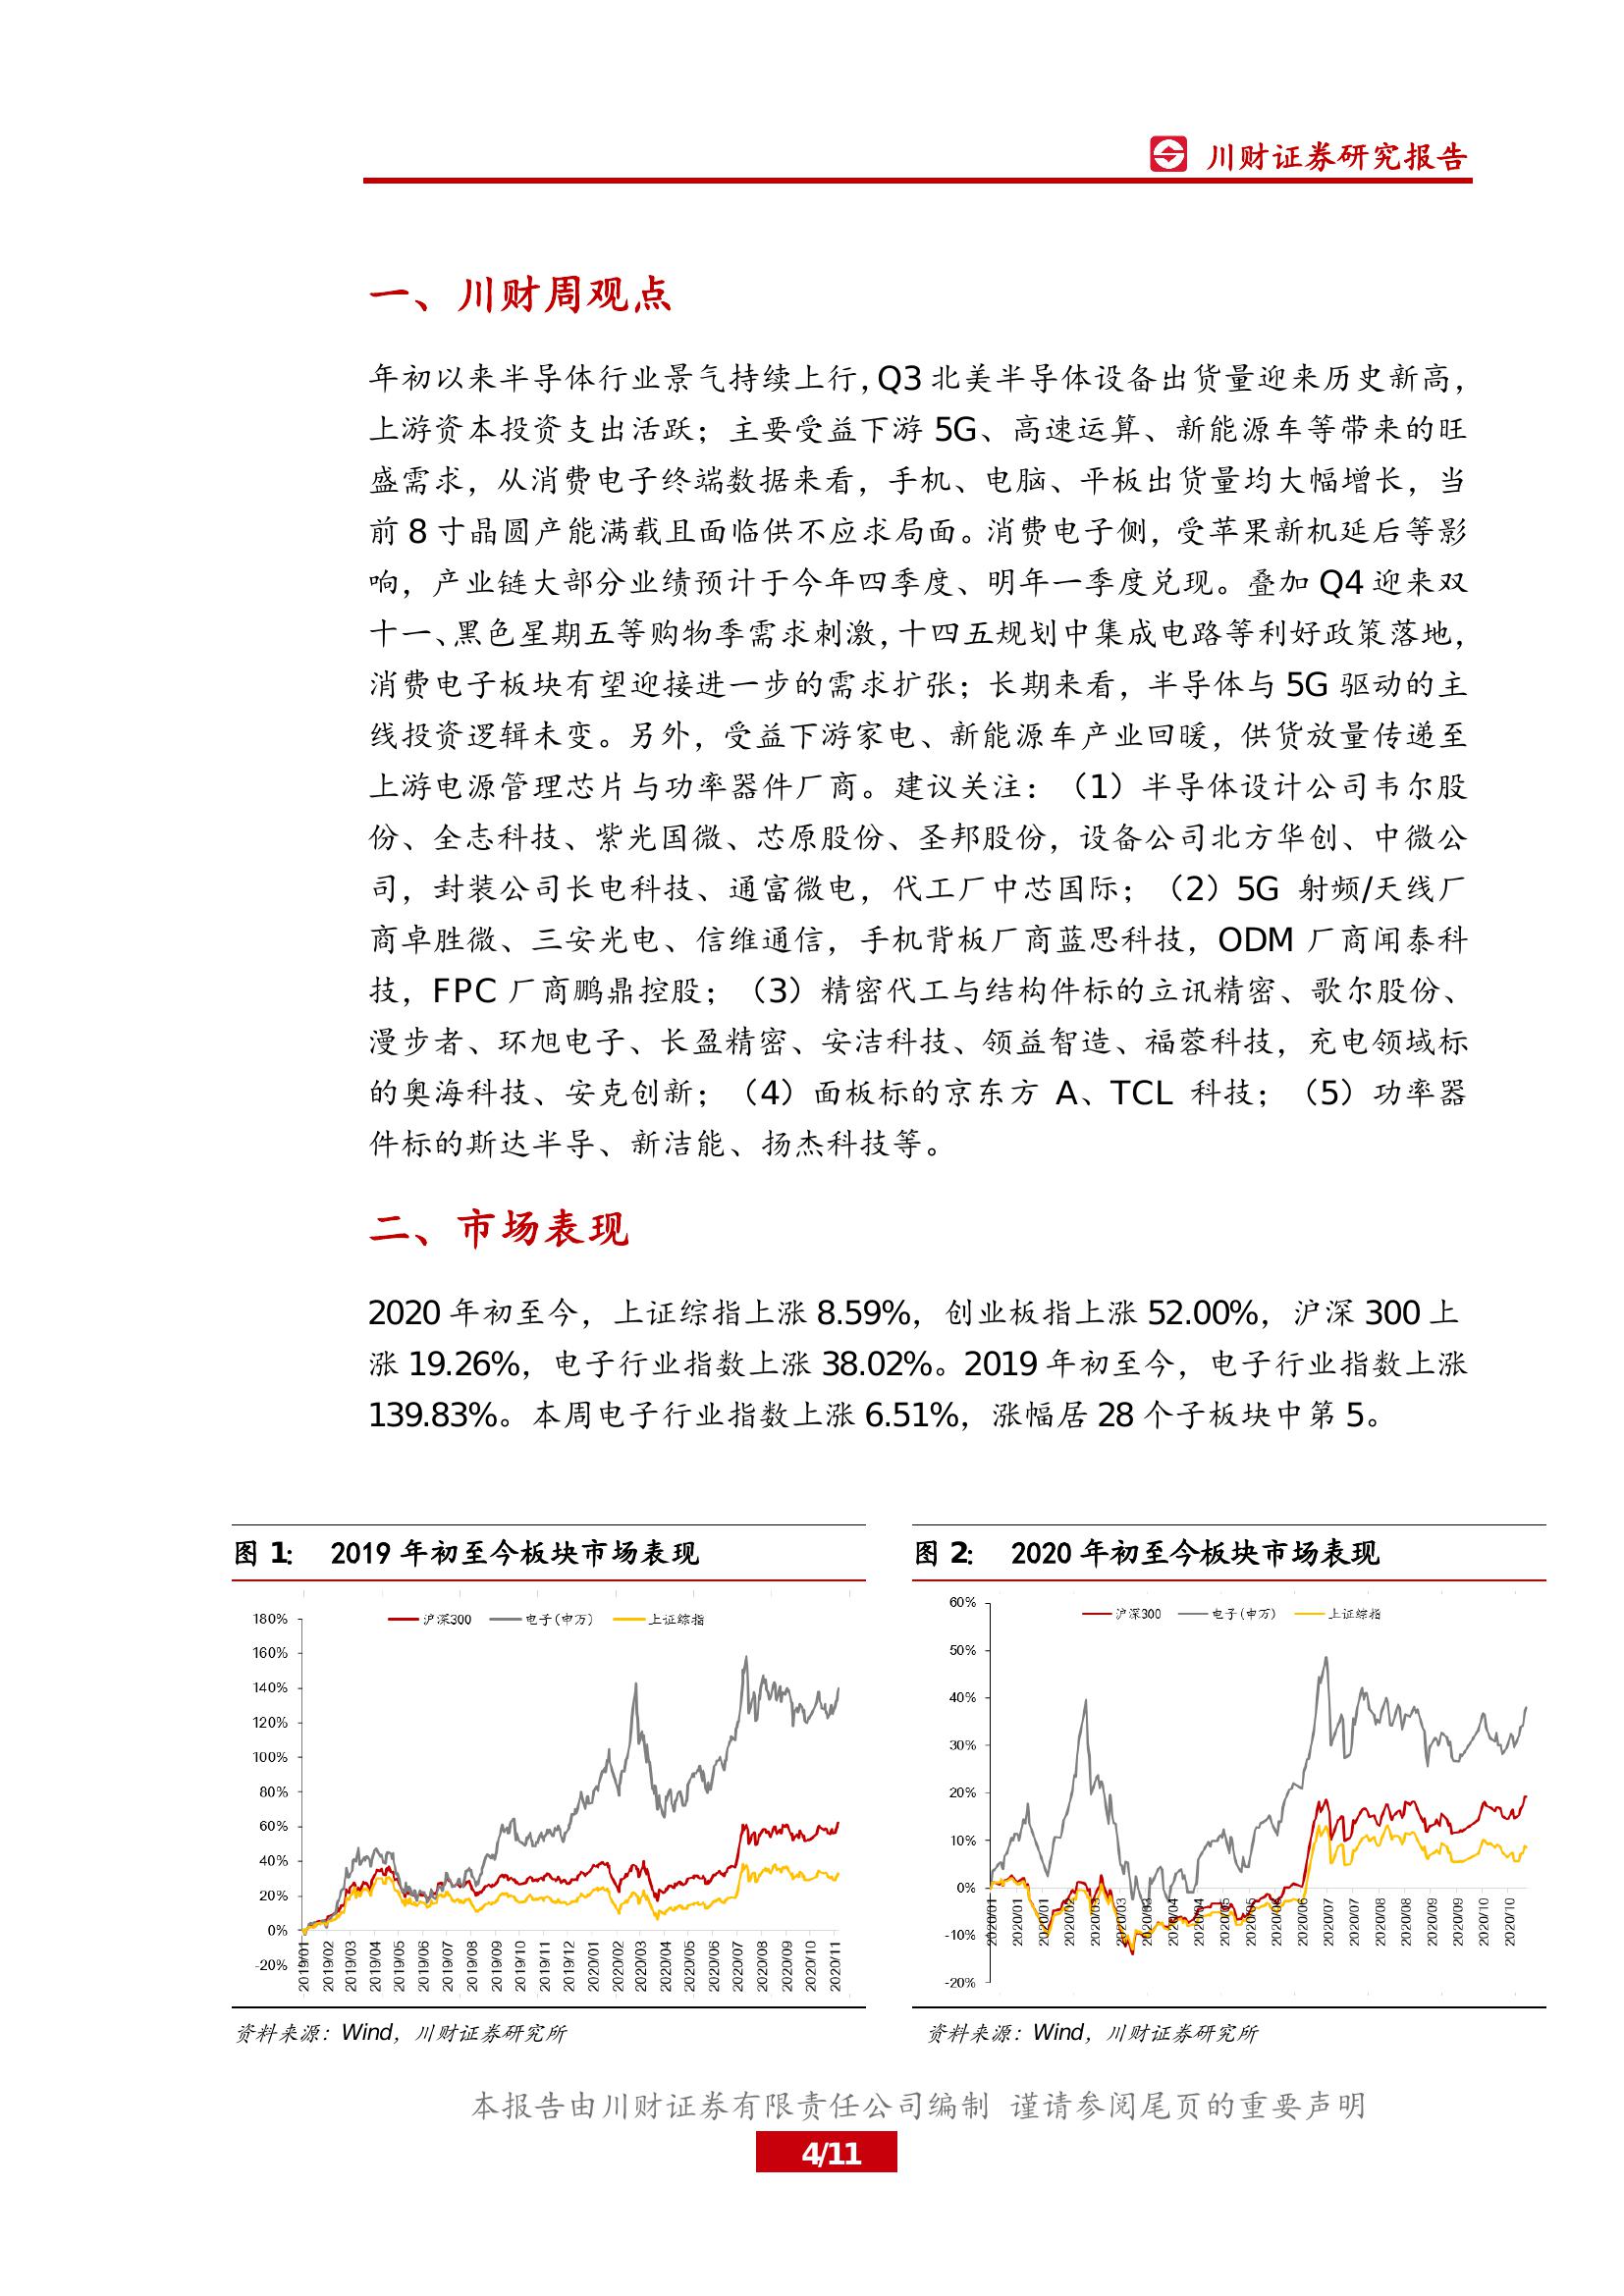 川财证券研究报告
一、川财周观点
年初以来半导体行业景气持续上行，Q3 北美半导体设备出货量迎来历史新高，
上游资本投资支出活跃；主要受益下游 5G、高速运算、新能源车等带来的旺
盛需求，从消费电子终端数据来看，手机、电脑、平板出货量均大幅增长，当
前 8 寸晶圆产能满载且面临供不应求局面。消费电子侧，受苹果新机延后等影
响，产业链大部分业绩预计于今年四季度、明年一季度兑现。叠加 Q4 迎来双
十一、黑色星期五等购物季需求刺激，十四五规划中集成电路等利好政策落地，
消费电子板块有望迎接进一步的需求扩张；长期来看，半导体与 5G 驱动的主
线投资逻辑未变。另外，受益下游家电、新能源车产业回暖，供货放量传递至
上游电源管理芯片与功率器件厂商。建议关注：（1）半导体设计公司韦尔股
份、全志科技、紫光国微、芯原股份、圣邦股份，设备公司北方华创、中微公
司，封装公司长电科技、通富微电，代工厂中芯国际；（2）5G 射频/天线厂
商卓胜微、三安光电、信维通信，手机背板厂商蓝思科技，ODM 厂商闻泰科
技，FPC 厂商鹏鼎控股；（3）精密代工与结构件标的立讯精密、歌尔股份、
漫步者、环旭电子、长盈精密、安洁科技、领益智造、福蓉科技，充电领域标
的奥海科技、安克创新；（4）面板标的京东方 A、TCL 科技；（5）功率器
件标的斯达半导、新洁能、扬杰科技等。
二、市场表现
2020 年初至今，上证综指上涨 8.59%，创业板指上涨 52.00%，沪深 300 上
涨 19.26%，电子行业指数上涨 38.02%。2019 年初至今，电子行业指数上涨
139.83%。本周电子行业指数上涨 6.51%，涨幅居 28 个子板块中第 5。
图 1: 2019 年初至今板块市场表现
沪深300 电子(申万) 上证综指
180%
160%
140%
120%
100%
80%
60%
40%
20%
0%
-20%
2019/01 2019/02 2019/03 2019/04 2019/05 2019/06 2019/07 2019/08 2019/09 2019/10 2019/11 2019/12 2020/01 2020/02 2020/03 2020/04 2020/05 2020/06 2020/07 2020/08 2020/09 2020/10 2020/11
资料来源：Wind，川财证券研究所
图 2: 2020 年初至今板块市场表现
沪深300 电子(申万) 上证综指
60%
50%
40%
30%
20%
10%
0%
-10%
-20%
2020/01 2020/01 2020/01 2020/02 2020/03 2020/03 2020/03 2020/04 2020/04 2020/05 2020/05 2020/06 2020/06 2020/07 2020/07 2020/08 2020/08 2020/09 2020/09 2020/10 2020/10
资料来源：Wind，川财证券研究所
本报告由川财证券有限责任公司编制 谨请参阅尾页的重要声明
4/11